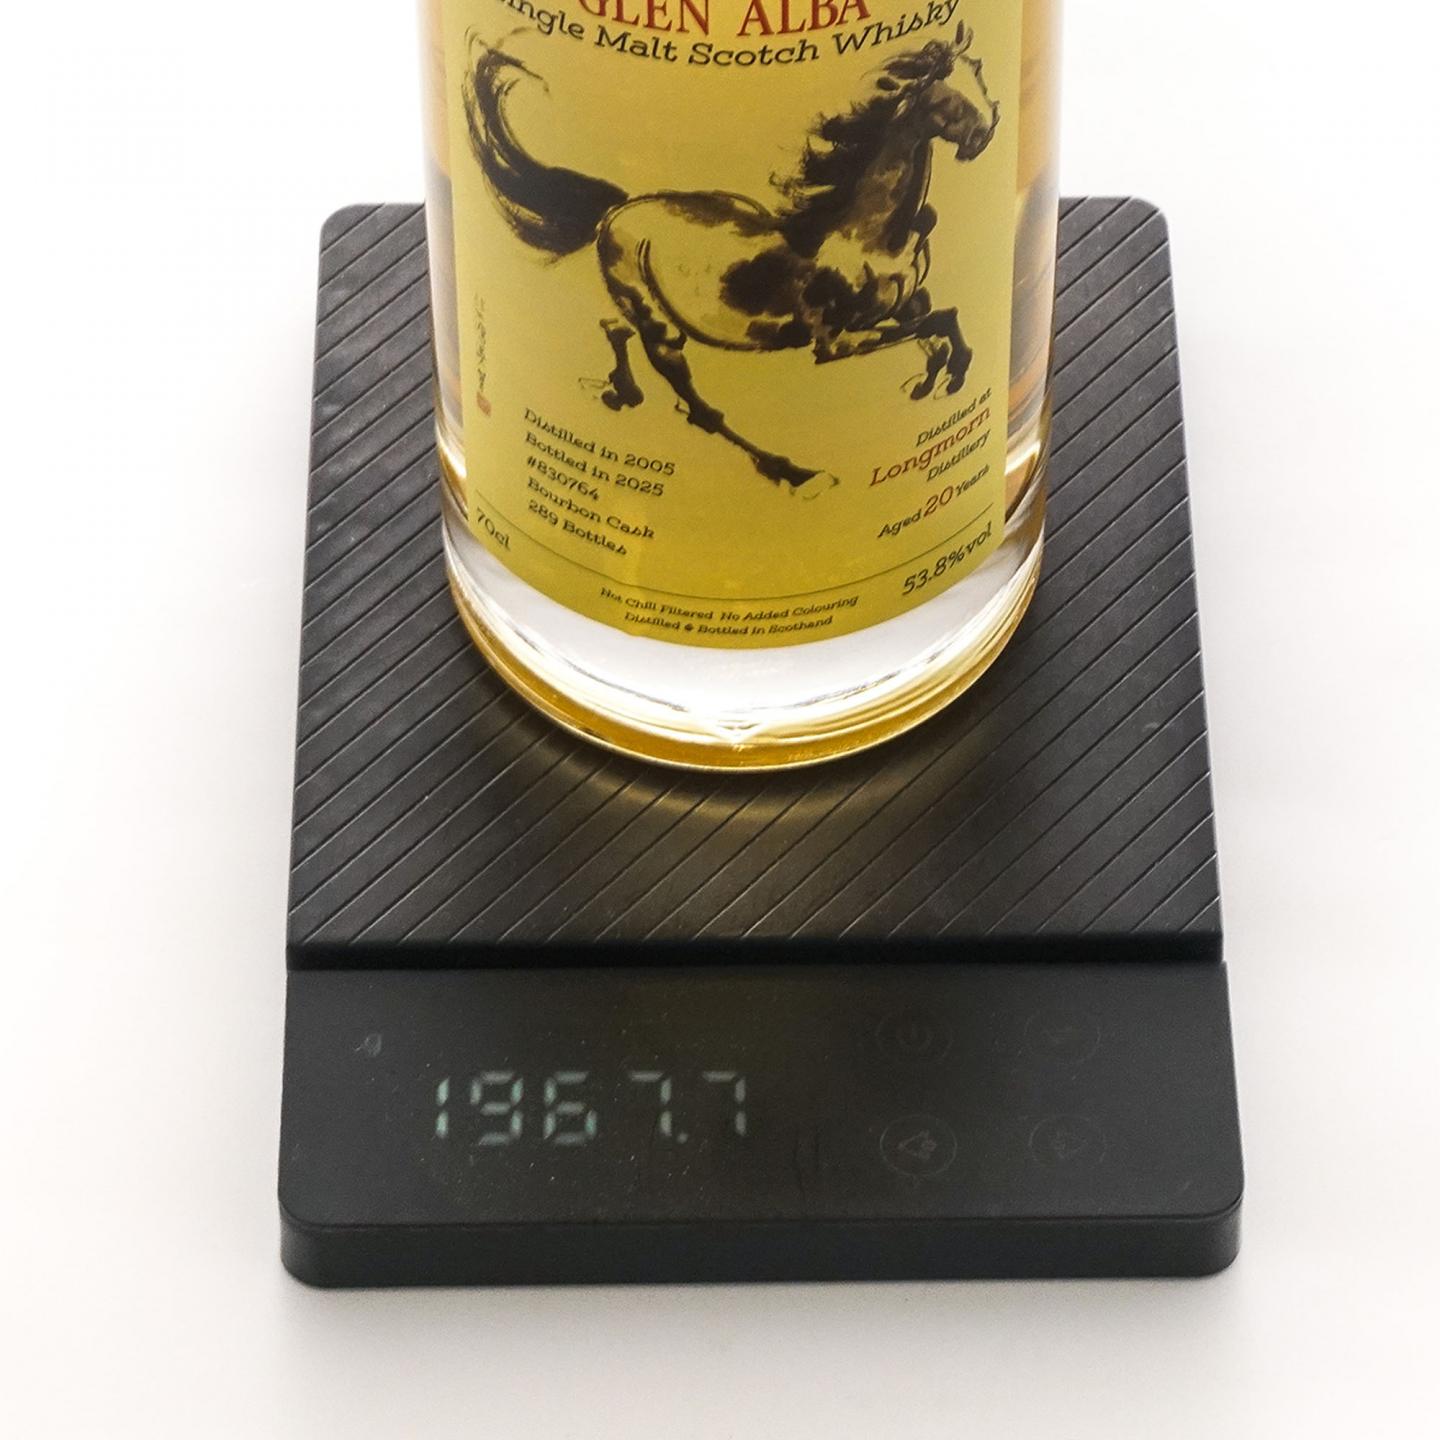 GLEN ALBA
Single Malt Scotch Whisky
Distilled in 2005
Bottled in 2025
#830764
Bourbon Cask
289 Bottles
70cl
Distilled at
Longmorn
Distillery
Aged 20 Years
53.8%vol
Not Chill Filtered No Added Colouring
Distilled & Bottled in Scotland
1967.7